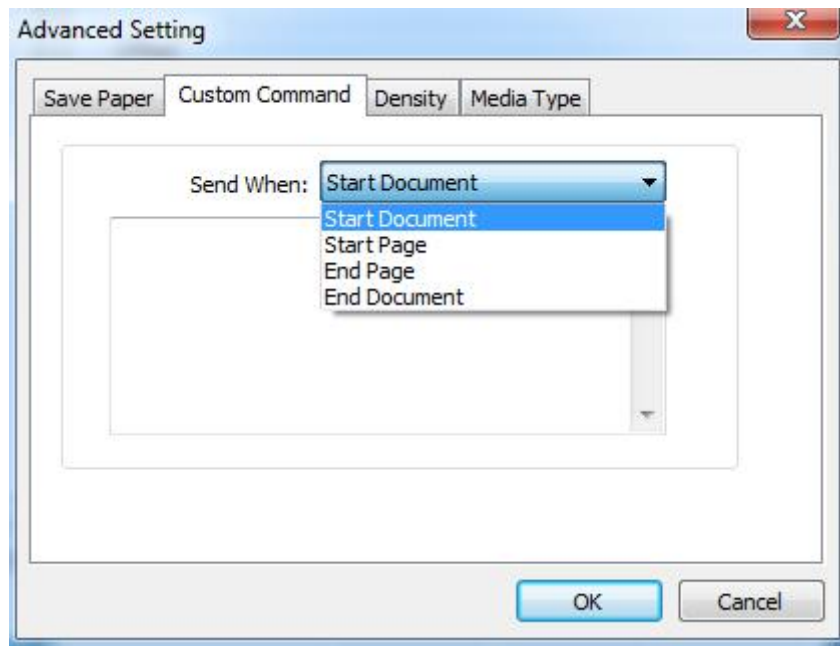 Advanced Setting
Save Paper Custom Command Density Media Type
Send When: Start Document
Start Document
Start Page
End Page
End Document
OK Cancel